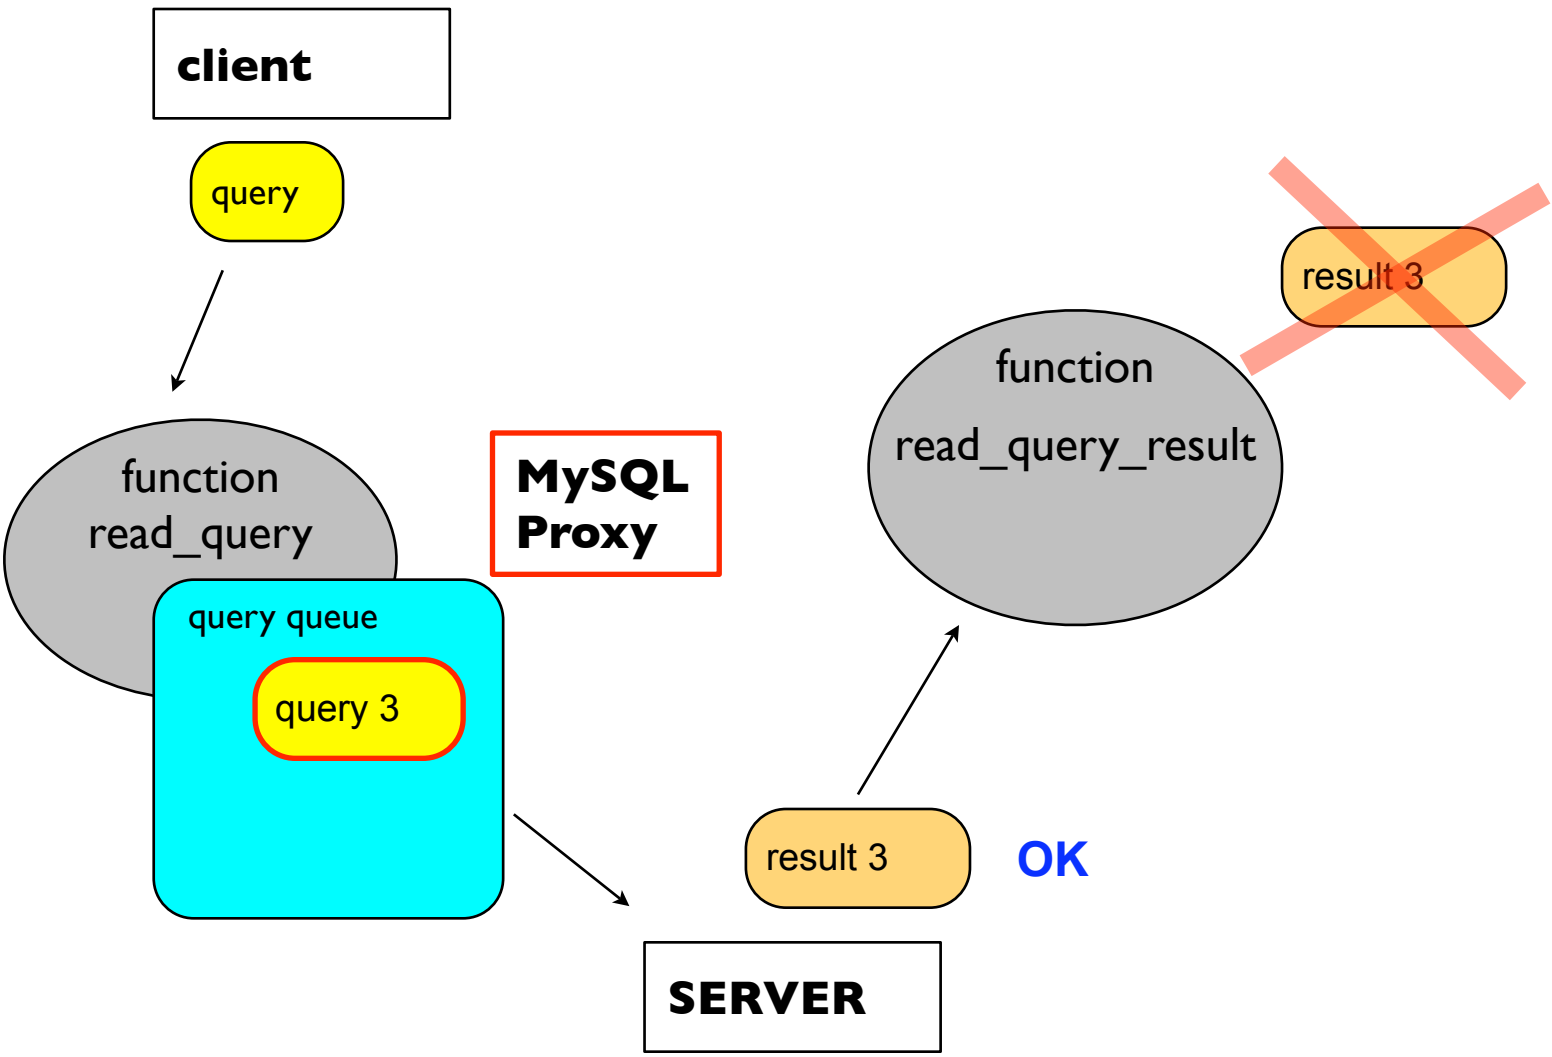 client
query
function
read_query
query queue
query 3
MySQL
Proxy
SERVER
result 3
OK
function
read_query_result
result 3